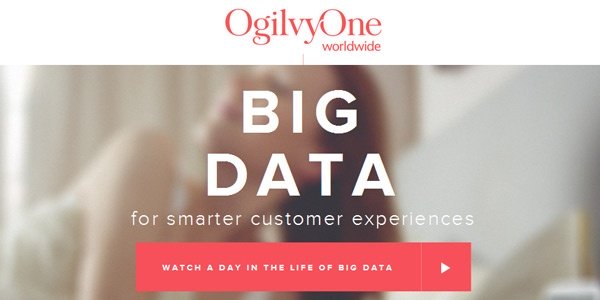 OgilvyOne
worldwide
BIG
DATA
for smarter customer experiences
WATCH A DAY IN THE LIFE OF BIG DATA